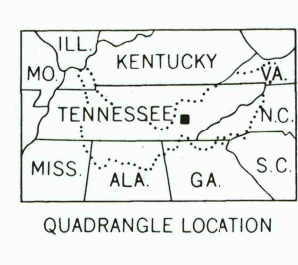 ILL.
KENTUCKY
MO.
VA.
TENNESSEE
N.C.
MISS.
ALA.
GA.
S.C.
QUADRANGLE LOCATION